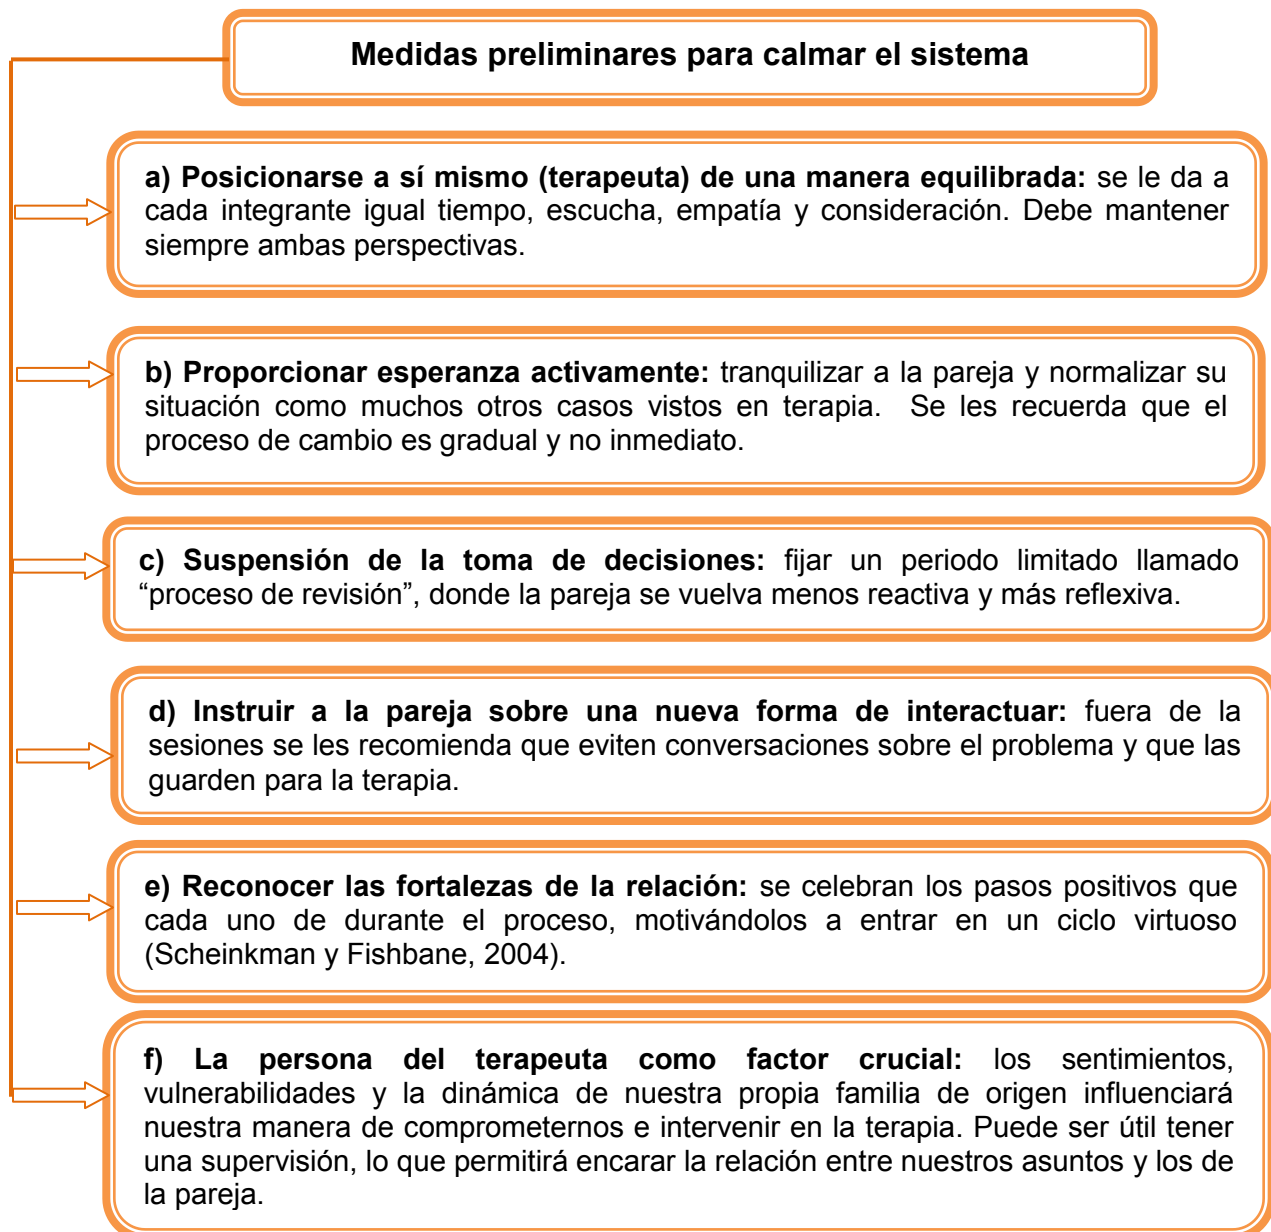 Medidas preliminares para calmar el sistema
a) Posicionarse a sí mismo (terapeuta) de una manera equilibrada: se le da a
cada integrante igual tiempo, escucha, empatía y consideración. Debe mantener
siempre ambas perspectivas.
b) Proporcionar esperanza activamente: tranquilizar a la pareja y normalizar su
situación como muchos otros casos vistos en terapia. Se les recuerda que el
proceso de cambio es gradual y no inmediato.
c) Suspensión de la toma de decisiones: fijar un periodo limitado llamado
“proceso de revisión”, donde la pareja se vuelva menos reactiva y más reflexiva.
d) Instruir a la pareja sobre una nueva forma de interactuar: fuera de la
sesiones se les recomienda que eviten conversaciones sobre el problema y que las
guarden para la terapia.
e) Reconocer las fortalezas de la relación: se celebran los pasos positivos que
cada uno de durante el proceso, motivándolos a entrar en un ciclo virtuoso
(Scheinkman y Fishbane, 2004).
f) La persona del terapeuta como factor crucial: los sentimientos,
vulnerabilidades y la dinámica de nuestra propia familia de origen influenciará
nuestra manera de comprometernos e intervenir en la terapia. Puede ser útil tener
una supervisión, lo que permitirá encarar la relación entre nuestros asuntos y los de
la pareja.